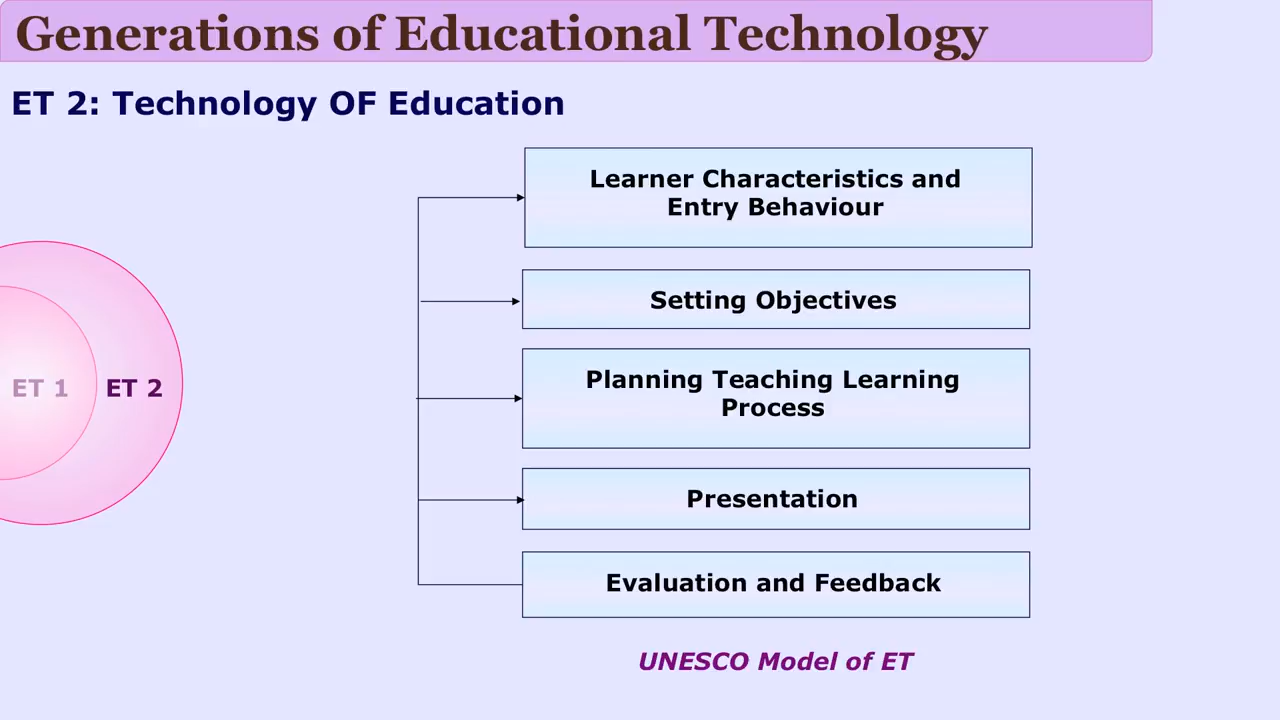 Generations of Educational Technology
ET 2: Technology OF Education
Learner Characteristics and
Entry Behaviour
Setting Objectives
Planning Teaching Learning
Process
ET 1
ET 2
Presentation
Evaluation and Feedback
UNESCO Model of ET